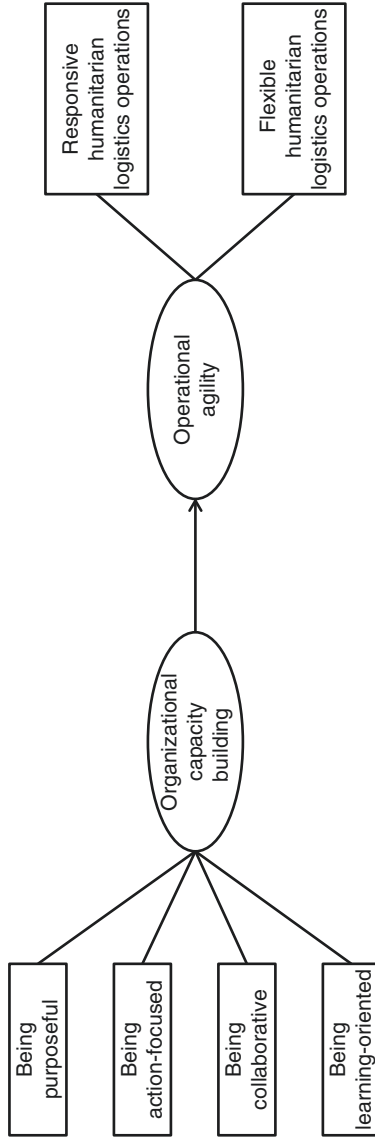 Being
purposeful
Being
action-focused
Being
collaborative
Being
learning-oriented
Organizational
capacity
building
Operational
agility
Responsive
humanitarian
logistics operations
Flexible
humanitarian
logistics operations